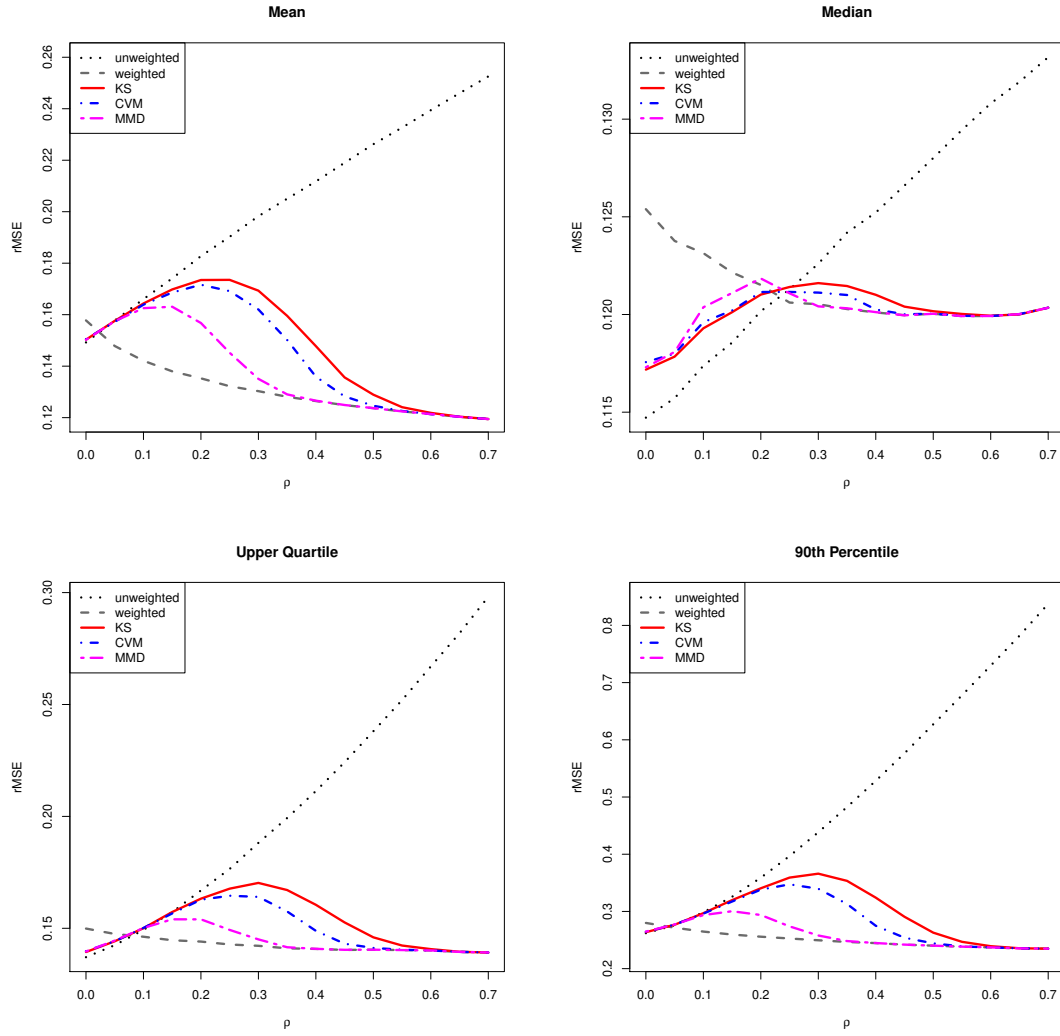 Mean
unweighted
weighted
KS
CVM
MMD
0.26
0.24
0.22
0.20
0.18
0.16
0.14
0.12
rMSE
0.0 0.1 0.2 0.3 0.4 0.5 0.6 0.7
ρ
Median
unweighted
weighted
KS
CVM
MMD
0.130
0.125
0.120
0.115
rMSE
0.0 0.1 0.2 0.3 0.4 0.5 0.6 0.7
ρ
Upper Quartile
unweighted
weighted
KS
CVM
MMD
0.30
0.25
0.20
0.15
rMSE
0.0 0.1 0.2 0.3 0.4 0.5 0.6 0.7
ρ
90th Percentile
unweighted
weighted
KS
CVM
MMD
0.8
0.7
0.6
0.5
0.4
0.3
0.2
rMSE
0.0 0.1 0.2 0.3 0.4 0.5 0.6 0.7
ρ